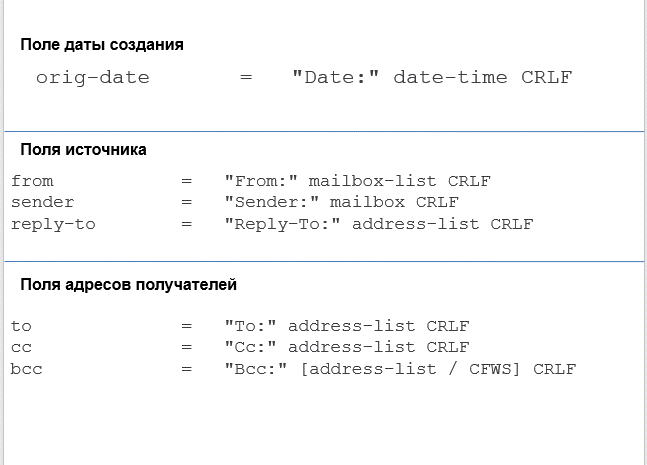 Поле даты создания
orig-date = "Date:" date-time CRLF
Поля источника
from = "From:" mailbox-list CRLF
sender = "Sender:" mailbox CRLF
reply-to = "Reply-To:" address-list CRLF
Поля адресов получателей
to = "To:" address-list CRLF
cc = "Cc:" address-list CRLF
bcc = "Bcc:" [address-list / CFWS] CRLF